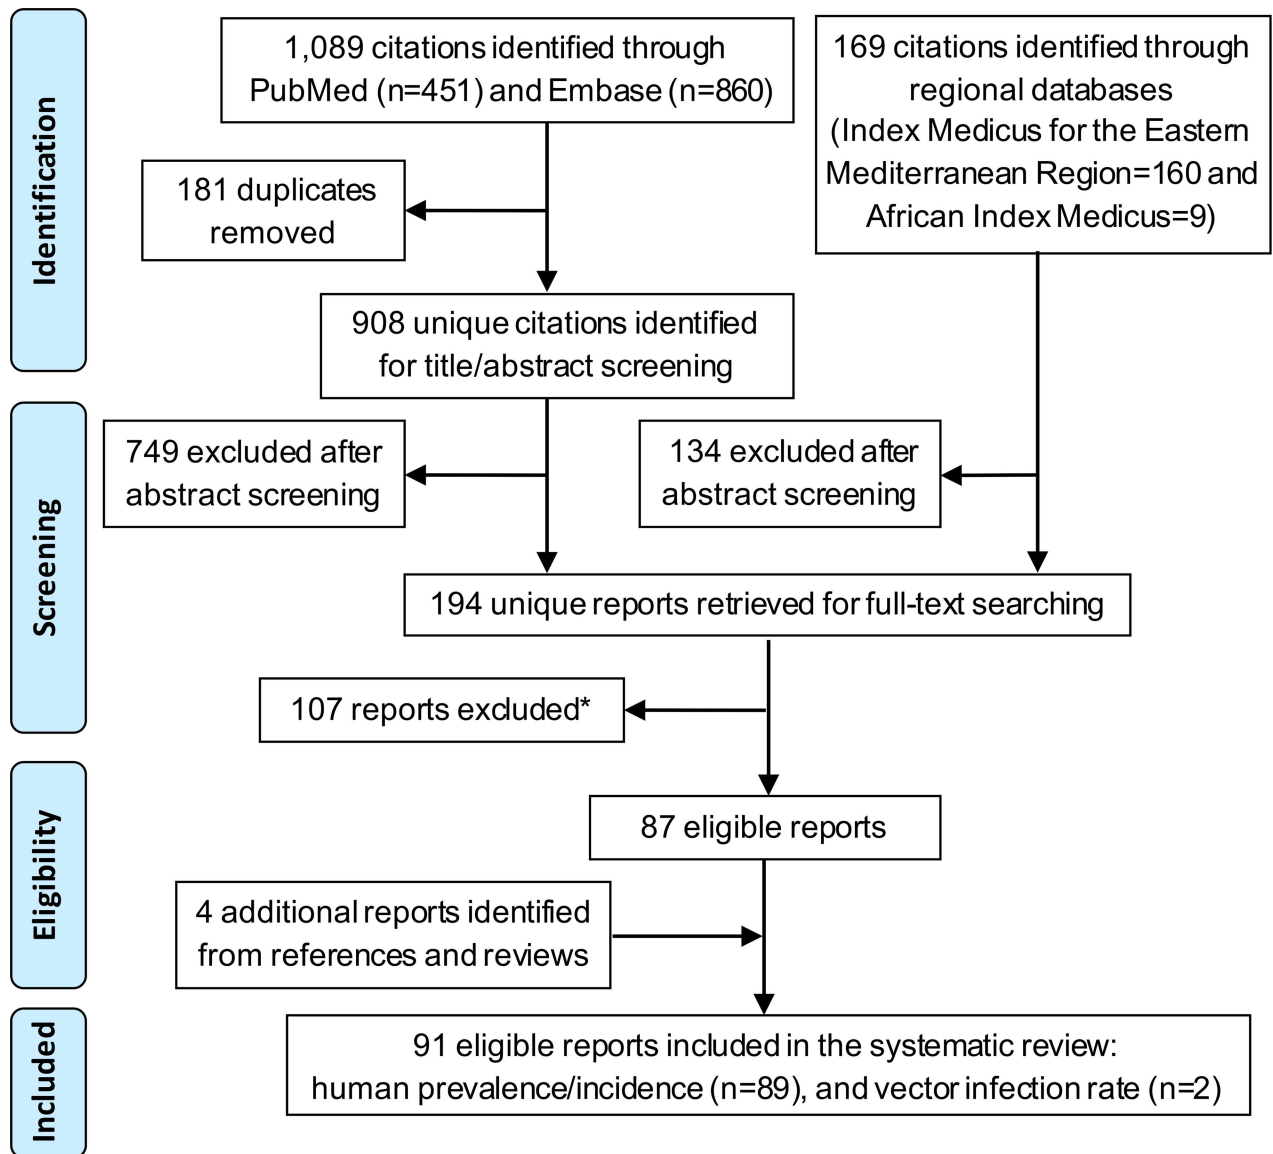 Identification
1,089 citations identified through
PubMed (n=451) and Embase (n=860)
169 citations identified through
regional databases
(Index Medicus for the Eastern
Mediterranean Region=160 and
African Index Medicus=9)
181 duplicates
removed
908 unique citations identified
for title/abstract screening
Screening
749 excluded after
abstract screening
134 excluded after
abstract screening
194 unique reports retrieved for full-text searching
107 reports excluded*
Eligibility
87 eligible reports
4 additional reports identified
from references and reviews
Included
91 eligible reports included in the systematic review:
human prevalence/incidence (n=89), and vector infection rate (n=2)